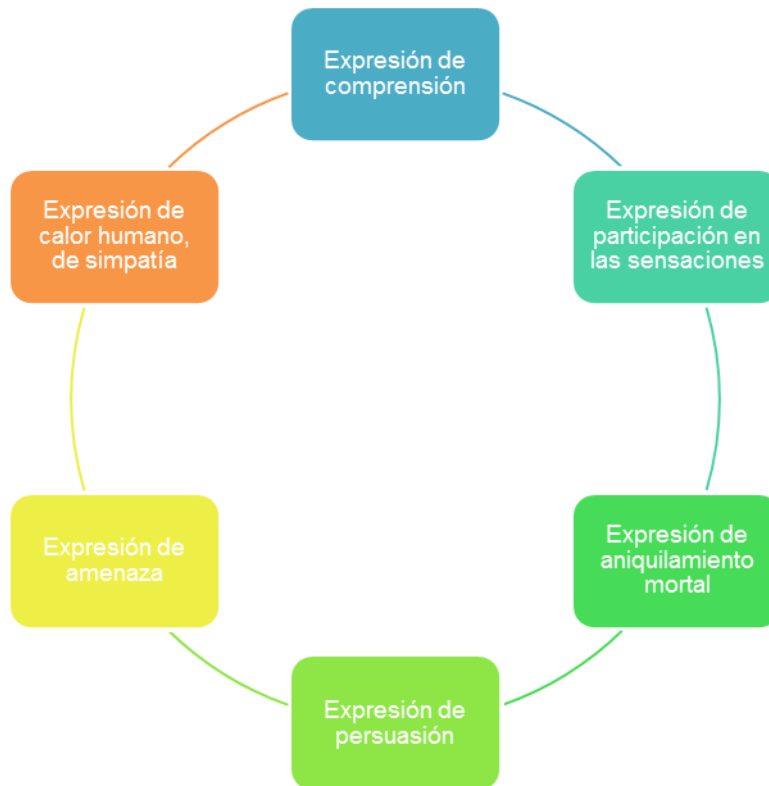 Expresión de
comprensión
Expresión de
participación en
las sensaciones
Expresión de
aniquilamiento
mortal
Expresión de
persuasión
Expresión de
amenaza
Expresión de
calor humano,
de simpatía